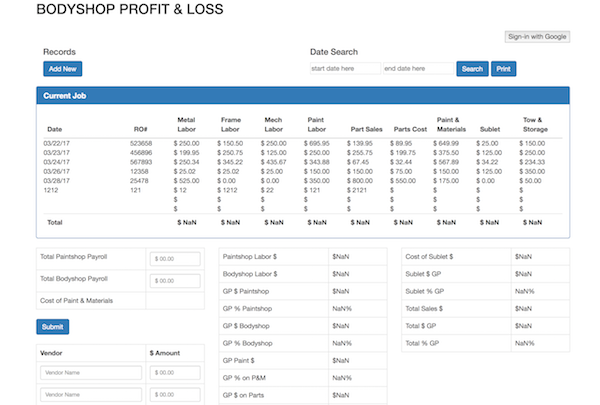 BODYSHOP PROFIT & LOSS
Sign-in with Google
Records
Date Search
Add New
start date here
end date here
Search
Print
Current Job
Date RO# Metal Labor Frame Labor Mech Labor Paint Labor Part Sales Parts Cost Paint & Materials Sublet Tow & Storage
03/22/17 523658 $ 250.00 $ 150.50 $ 250.00 $ 695.95 $ 139.95 $ 89.95 $ 649.99 $ 25.00 $ 150.00
03/23/17 456896 $ 199.95 $ 250.75 $ 125.00 $ 250.00 $ 255.75 $ 199.75 $ 375.50 $ 125.00 $ 250.00
03/24/17 567893 $ 250.34 $ 345.22 $ 435.67 $ 343.88 $ 67.45 $ 32.44 $ 567.89 $ 34.22 $ 234.33
03/26/17 12358 $ 25.02 $ 25.02 $ 25.00 $ 150.00 $ 150.00 $ 75.00 $ 150.00 $ 125.00 $ 350.00
03/28/17 25478 $ 525.00 $ 0.00 $ 0.00 $ 350.00 $ 800.00 $ 550.00 $ 175.00 $ 0.00 $ 50.00
1212 121 $ 12 $ 1212 $ 22 $ 121 $ 2121 $ $ $ $
$ $ $ $
$ $ $ $
Total $ NaN $ NaN $ NaN $ NaN $ NaN $ NaN $ NaN $ NaN $ NaN
Total Paintshop Payroll $ 00.00
Total Bodyshop Payroll $ 00.00
Cost of Paint & Materials
Submit
Vendor $ Amount
Vendor Name $ 00.00
Vendor Name $ 00.00
Paintshop Labor $ $NaN
Bodyshop Labor $ $NaN
GP $ Paintshop $NaN
GP % Paintshop NaN%
GP $ Bodyshop $NaN
GP % Bodyshop NaN%
GP Paint $ $NaN
GP % on P&M NaN%
GP $ on Parts $NaN
Cost of Sublet $ $NaN
Sublet $ GP $NaN
Sublet % GP NaN%
Total Sales $ $NaN
Total $ GP $NaN
Total % GP NaN%